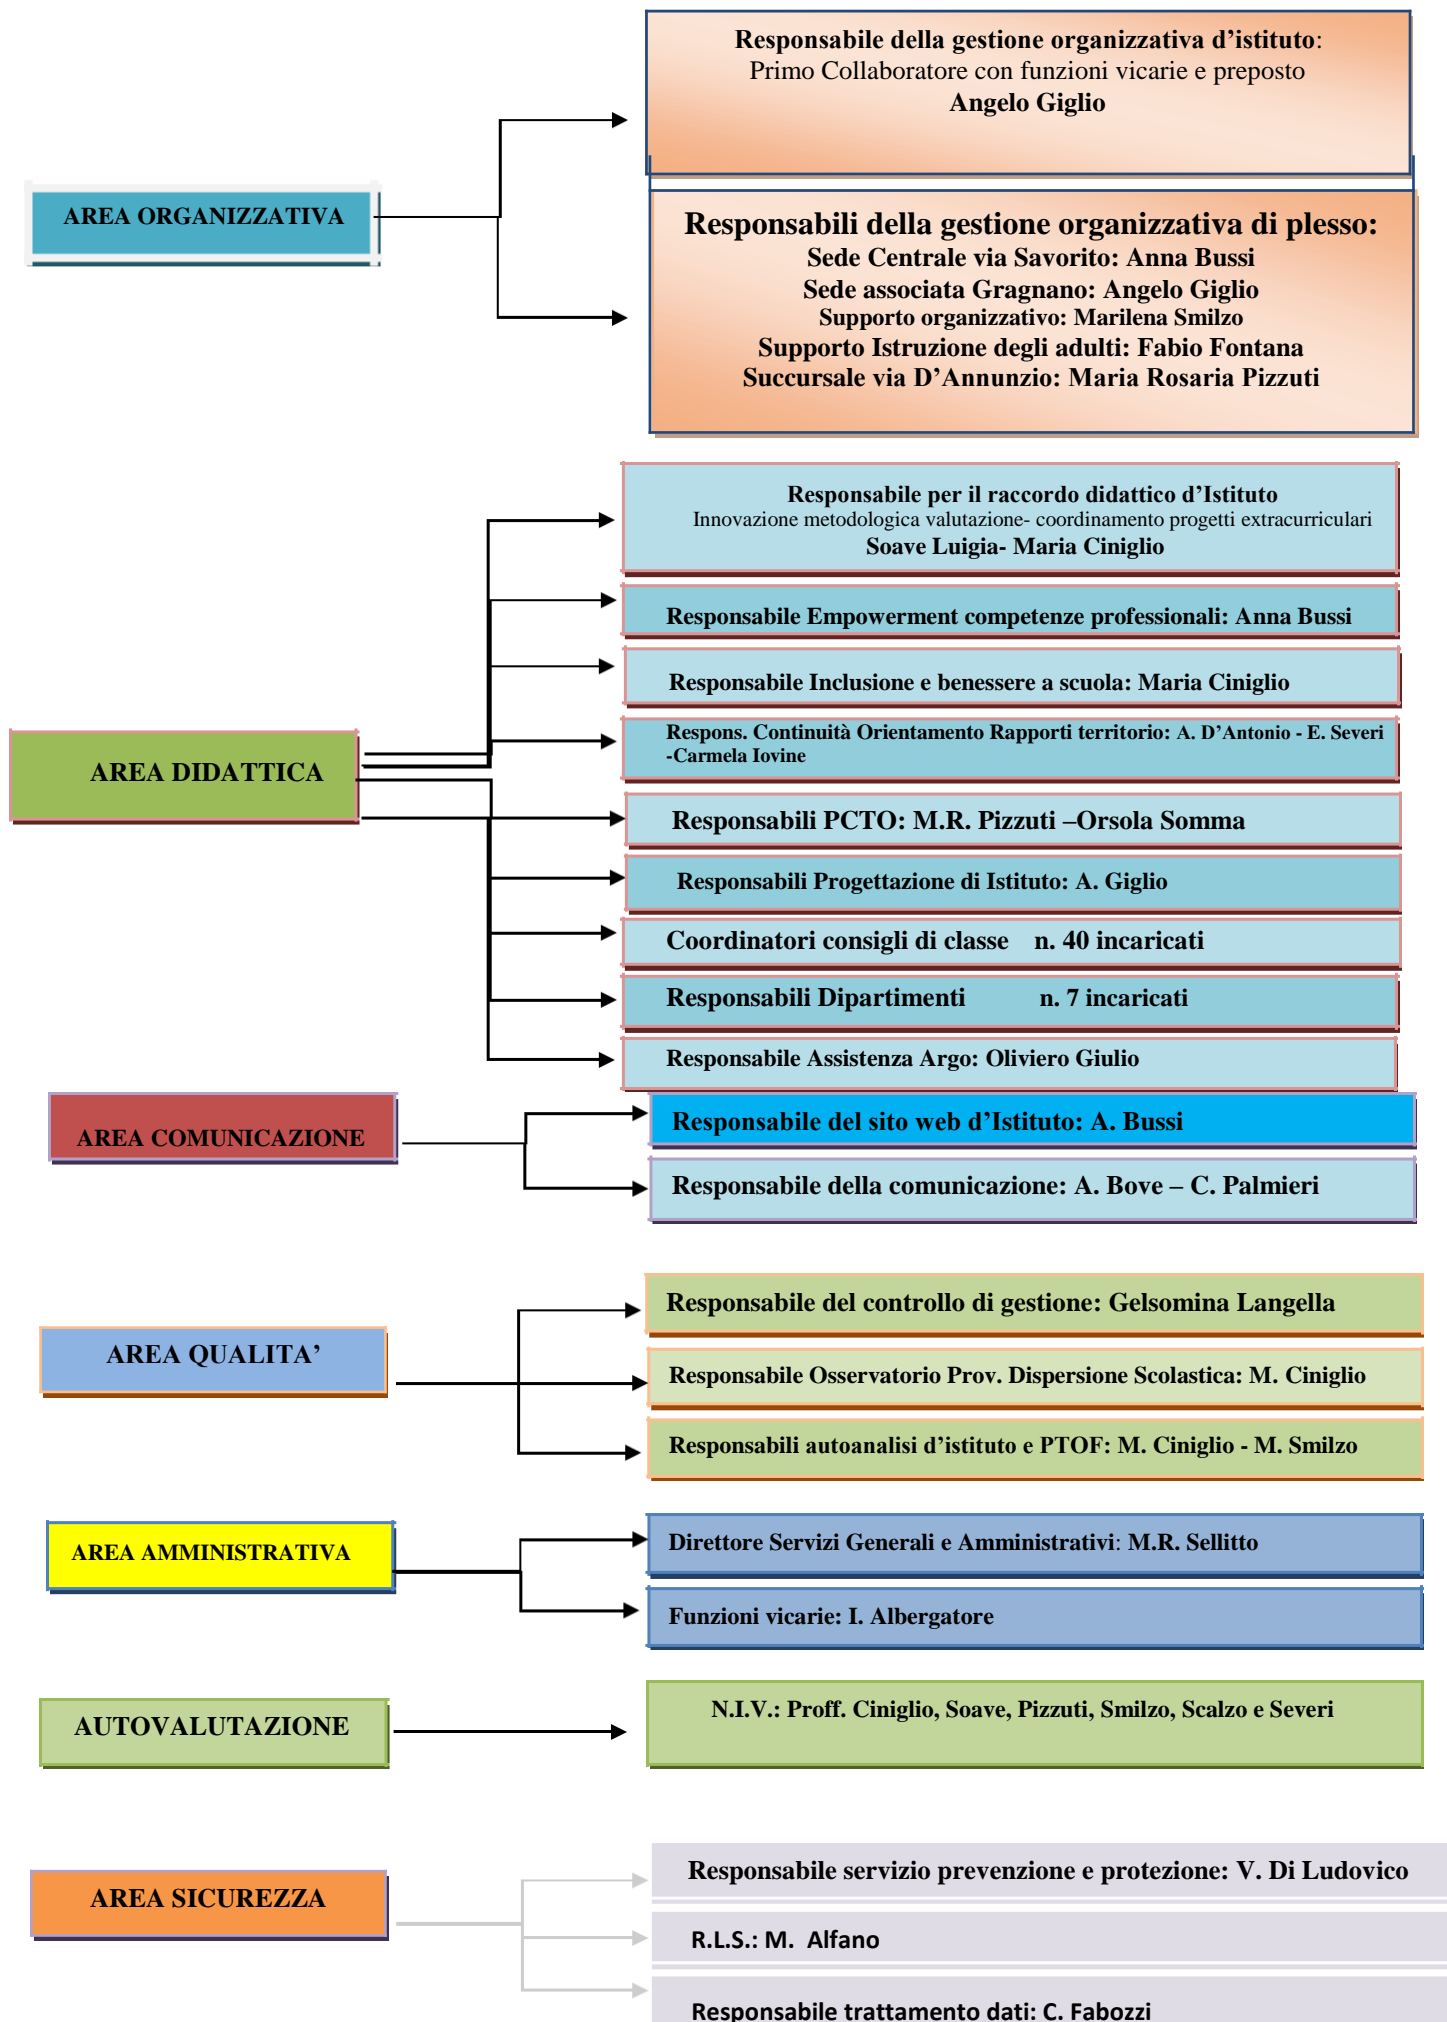 Responsabile della gestione organizzativa d’istituto:
Primo Collaboratore con funzioni vicarie e preposto
Angelo Giglio
AREA ORGANIZZATIVA
Responsabili della gestione organizzativa di plesso:
Sede Centrale via Savorito: Anna Bussi
Sede associata Gragnano: Angelo Giglio
Supporto organizzativo: Marilena Smilzo
Supporto Istruzione degli adulti: Fabio Fontana
Succursale via D’Annunzio: Maria Rosaria Pizzuti
Responsabile per il raccordo didattico d’Istituto
Innovazione metodologica valutazione- coordinamento progetti extracurriculari
Soave Luigia- Maria Ciniglio
Responsabile Empowerment competenze professionali: Anna Bussi
Responsabile Inclusione e benessere a scuola: Maria Ciniglio
Respons. Continuità Orientamento Rapporti territorio: A. D’Antonio - E. Severi
-Carmela Iovine
AREA DIDATTICA
Responsabili PCTO: M.R. Pizzuti –Orsola Somma
Responsabili Progettazione di Istituto: A. Giglio
Coordinatori consigli di classe n. 40 incaricati
Responsabili Dipartimenti n. 7 incaricati
Responsabile Assistenza Argo: Oliviero Giulio
AREA COMUNICAZIONE
Responsabile del sito web d’Istituto: A. Bussi
Responsabile della comunicazione: A. Bove – C. Palmieri
Responsabile del controllo di gestione: Gelsomina Langella
AREA QUALITA’
Responsabile Osservatorio Prov. Dispersione Scolastica: M. Ciniglio
Responsabili autoanalisi d’istituto e PTOF: M. Ciniglio - M. Smilzo
AREA AMMINISTRATIVA
Direttore Servizi Generali e Amministrativi: M.R. Sellitto
Funzioni vicarie: I. Albergatore
AUTOVALUTAZIONE
N.I.V.: Proff. Ciniglio, Soave, Pizzuti, Smilzo, Scalzo e Severi
AREA SICUREZZA
Responsabile servizio prevenzione e protezione: V. Di Ludovico
R.L.S.: M. Alfano
Responsabile trattamento dati: C. Fabozzi